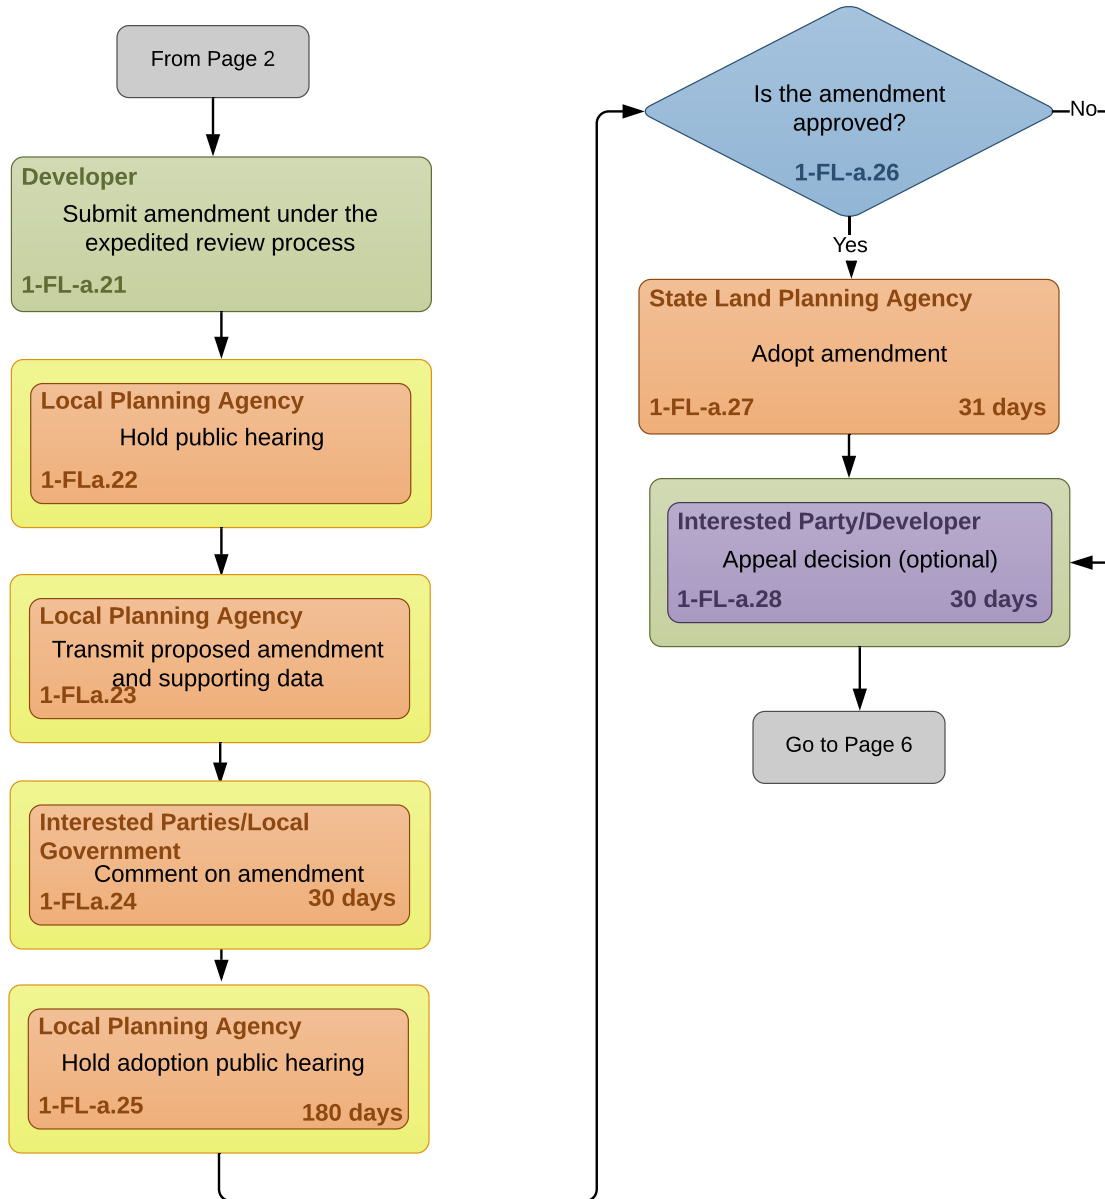 From Page 2
Developer
Submit amendment under the
expedited review process
1-FL-a.21
Local Planning Agency
Hold public hearing
1-FLa.22
Local Planning Agency
Transmit proposed amendment
and supporting data
1-FLa.23
Interested Parties/Local
Government
Comment on amendment
1-FLa.24
30 days
Local Planning Agency
Hold adoption public hearing
1-FL-a.25
180 days
Is the amendment
approved?
1-FL-a.26
No
Yes
State Land Planning Agency
Adopt amendment
1-FL-a.27
31 days
Interested Party/Developer
Appeal decision (optional)
1-FL-a.28
30 days
Go to Page 6